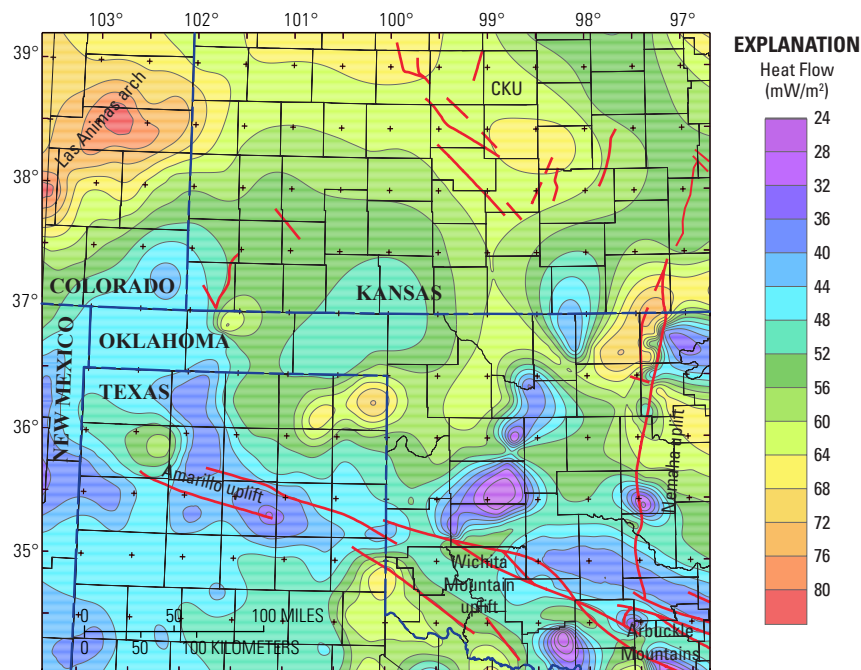 103° 102° 101° 100° 99° 98° 97°
39°
38°
37°
36°
35°
Las Animas arch
CKU
COLORADO
KANSAS
NEW MEXICO
OKLAHOMA
TEXAS
Amarillo uplift
Nemaha uplift
Wichita
Mountain
uplift
Arbuckle
Mountains
0 50 100 MILES
0 50 100 KILOMETERS
EXPLANATION
Heat Flow
(mW/m²)
24
28
32
36
40
44
48
52
56
60
64
68
72
76
80